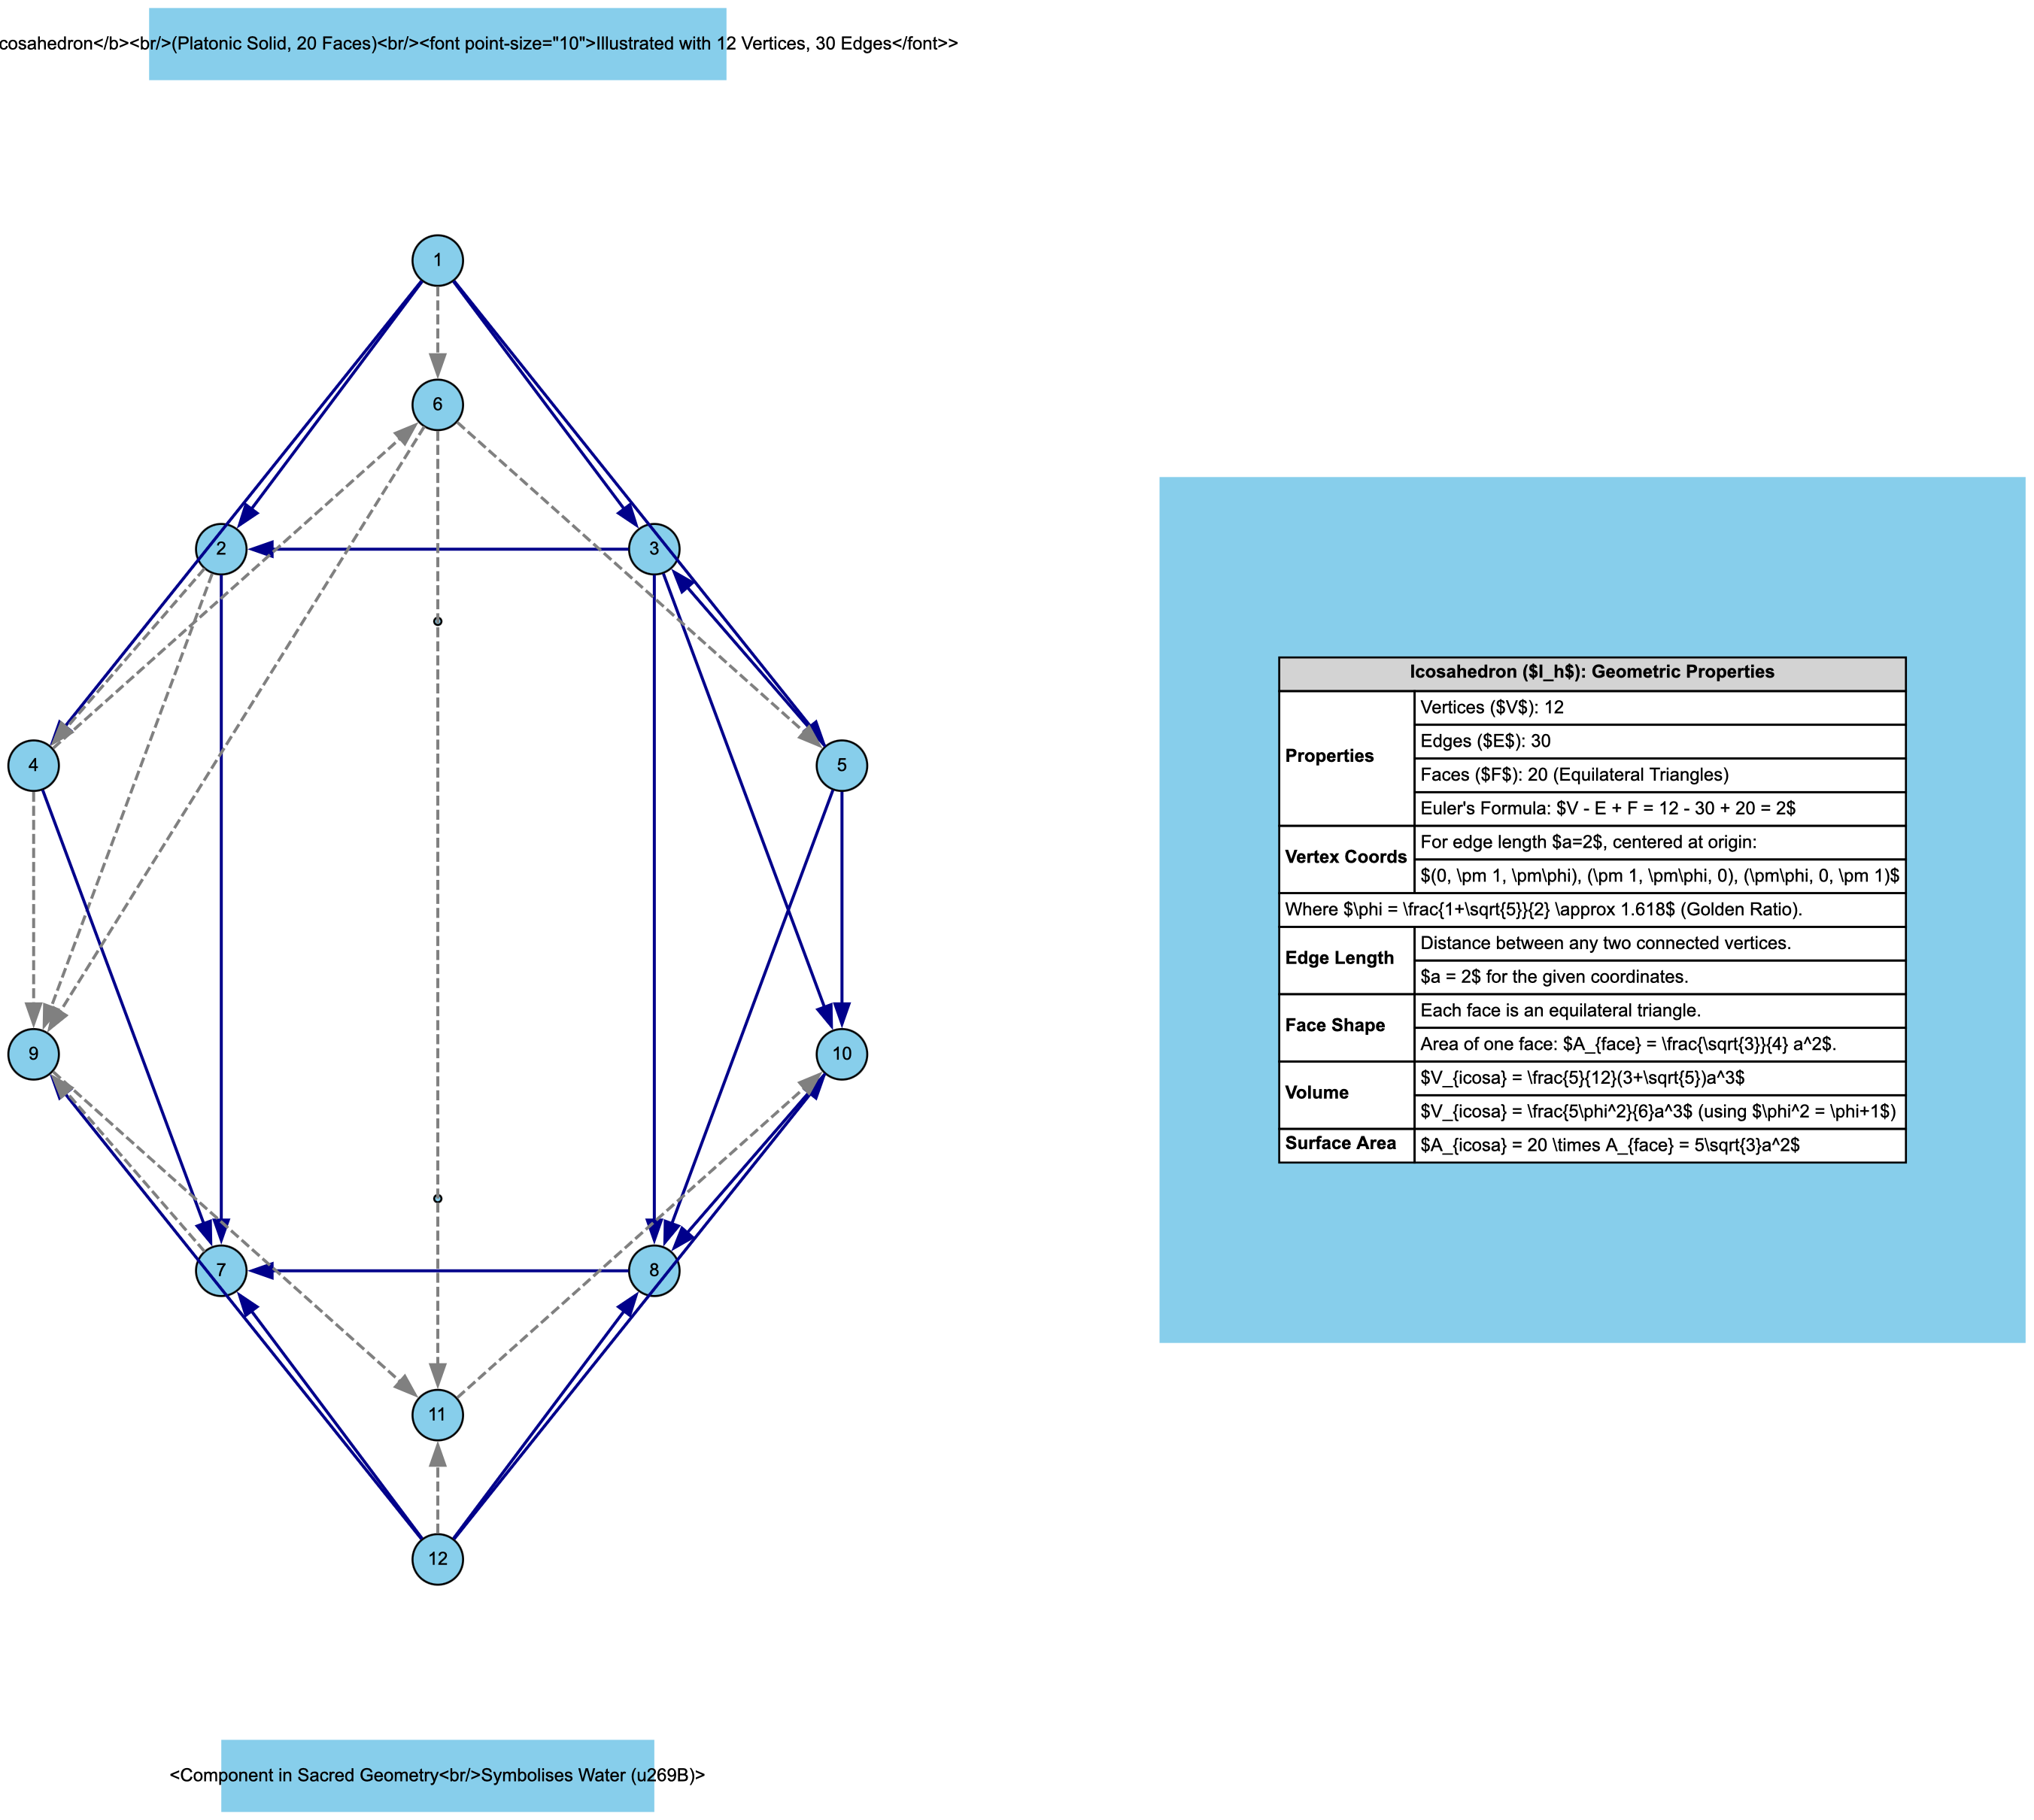 cosahedron</b><br/>(Platonic Solid, 20 Faces)<br/><font point-size="10">Illustrated with 12 Vertices, 30 Edges</font>>
1
6
2
3
4
5
9
10
7
8
11
12
Icosahedron ($I_h$): Geometric Properties
Properties
Vertices ($V$): 12
Edges ($E$): 30
Faces ($F$): 20 (Equilateral Triangles)
Euler's Formula: $V - E + F = 12 - 30 + 20 = 2$
Vertex Coords
For edge length $a=2$, centered at origin:
$(0, \pm 1, \pm\phi), (\pm 1, \pm\phi, 0), (\pm\phi, 0, \pm 1)$
Where $\phi = \frac{1+\sqrt{5}}{2} \approx 1.618$ (Golden Ratio).
Edge Length
Distance between any two connected vertices.
$a = 2$ for the given coordinates.
Face Shape
Each face is an equilateral triangle.
Area of one face: $A_{face} = \frac{\sqrt{3}}{4} a^2$.
Volume
$V_{icosa} = \frac{5}{12}(3+\sqrt{5})a^3$
$V_{icosa} = \frac{5\phi^2}{6}a^3$ (using $\phi^2 = \phi+1$)
Surface Area
$A_{icosa} = 20 \times A_{face} = 5\sqrt{3}a^2$
<Component in Sacred Geometry<br/>Symbolises Water (u269B)>